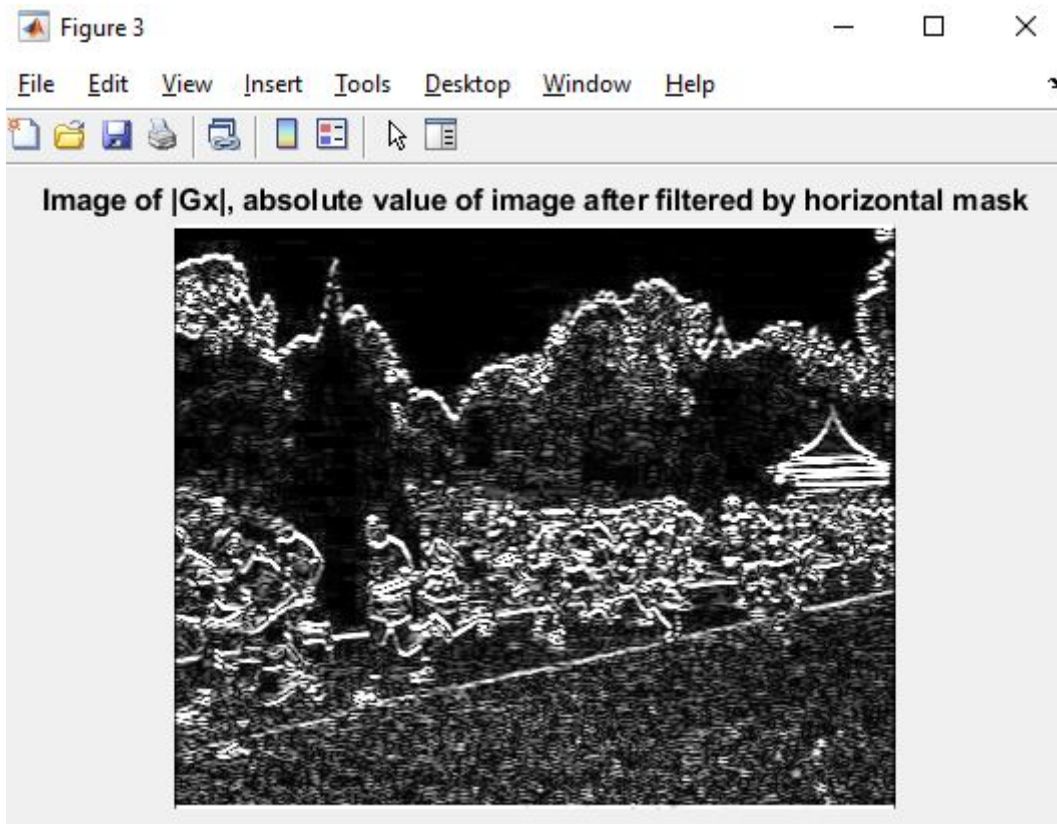 Figure 3
File Edit View Insert Tools Desktop Window Help
Image of |Gx|, absolute value of image after filtered by horizontal mask